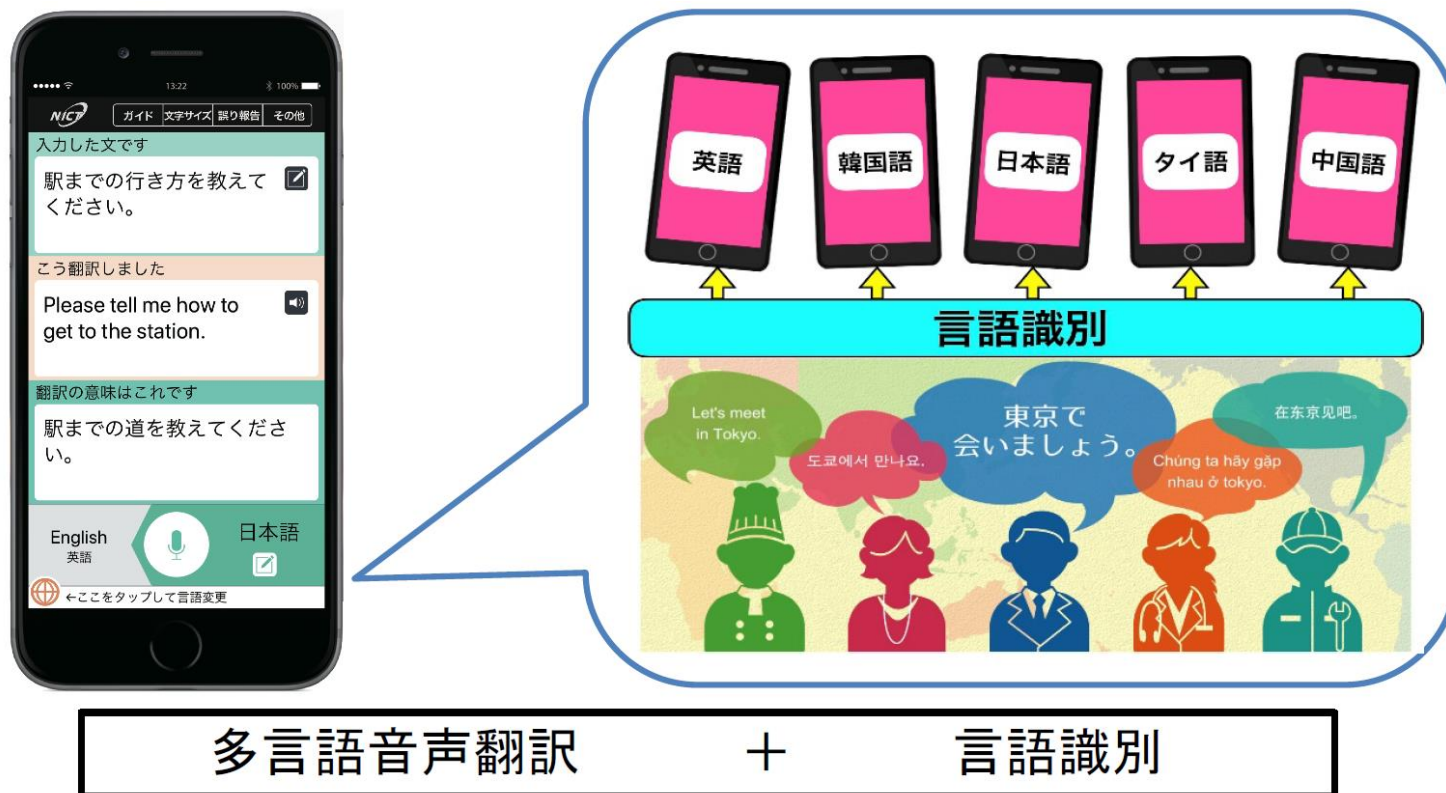 13:22
100%
NICT
ガイド 文字サイズ 誤り報告 その他
入力した文です
駅までの行き方を教えて
ください。
こう翻訳しました
Please tell me how to
get to the station.
翻訳の意味はこれです
駅までの道を教えてくださ
い。
English
英語
日本語
←ここをタップして言語変更
英語
韓国語
日本語
タイ語
中国語
言語識別
Let's meet
in Tokyo.
도쿄에서 만나요.
東京で
会いましょう。
Chúng ta hãy gặp
nhau ở tokyo.
在东京见吧。
多言語音声翻訳 + 言語識別